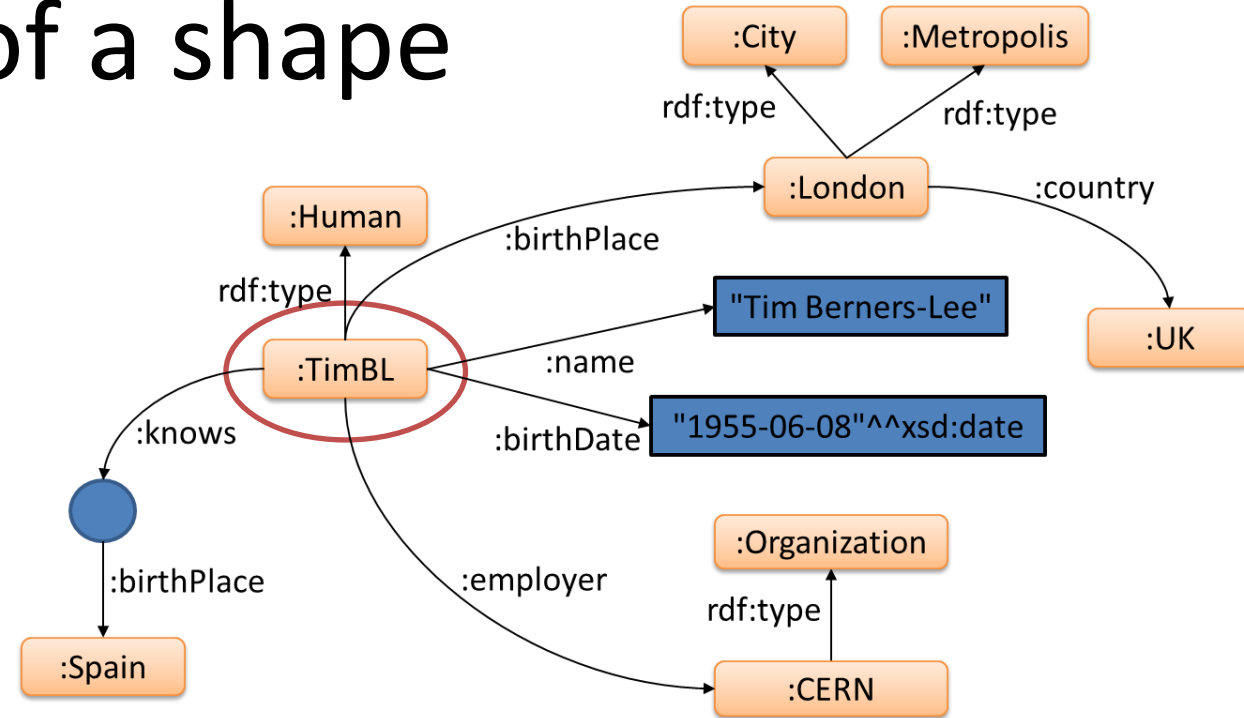 of a shape
:City
:Metropolis
rdf:type
rdf:type
:London
:country
:Human
:birthPlace
rdf:type
"Tim Berners-Lee"
:UK
:TimBL
:name
:knows
:birthDate
"1955-06-08"^^xsd:date
:Organization
:birthPlace
:employer
rdf:type
:Spain
:CERN